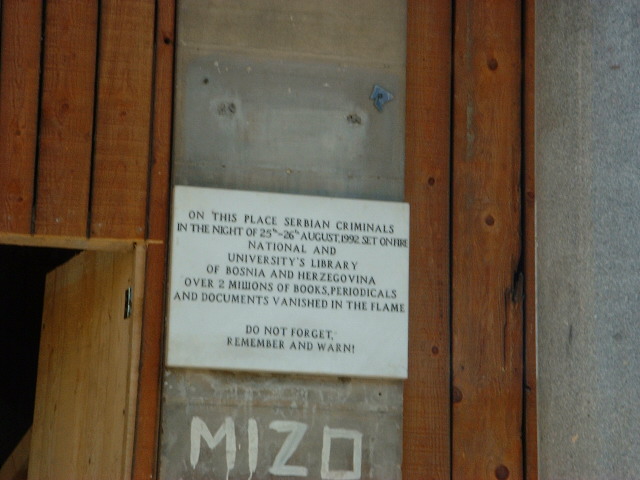 ON THIS PLACE SERBIAN CRIMINALS
IN THE NIGHT OF 25TH-26TH AUGUST,1992. SET ON FIRE
NATIONAL AND
UNIVERSITY'S LIBRARY
OF BOSNIA AND HERZEGOVINA
OVER 2 MILLIONS OF BOOKS,PERIODICALS
AND DOCUMENTS VANISHED IN THE FLAME
DO NOT FORGET,
REMEMBER AND WARN!
MIZO